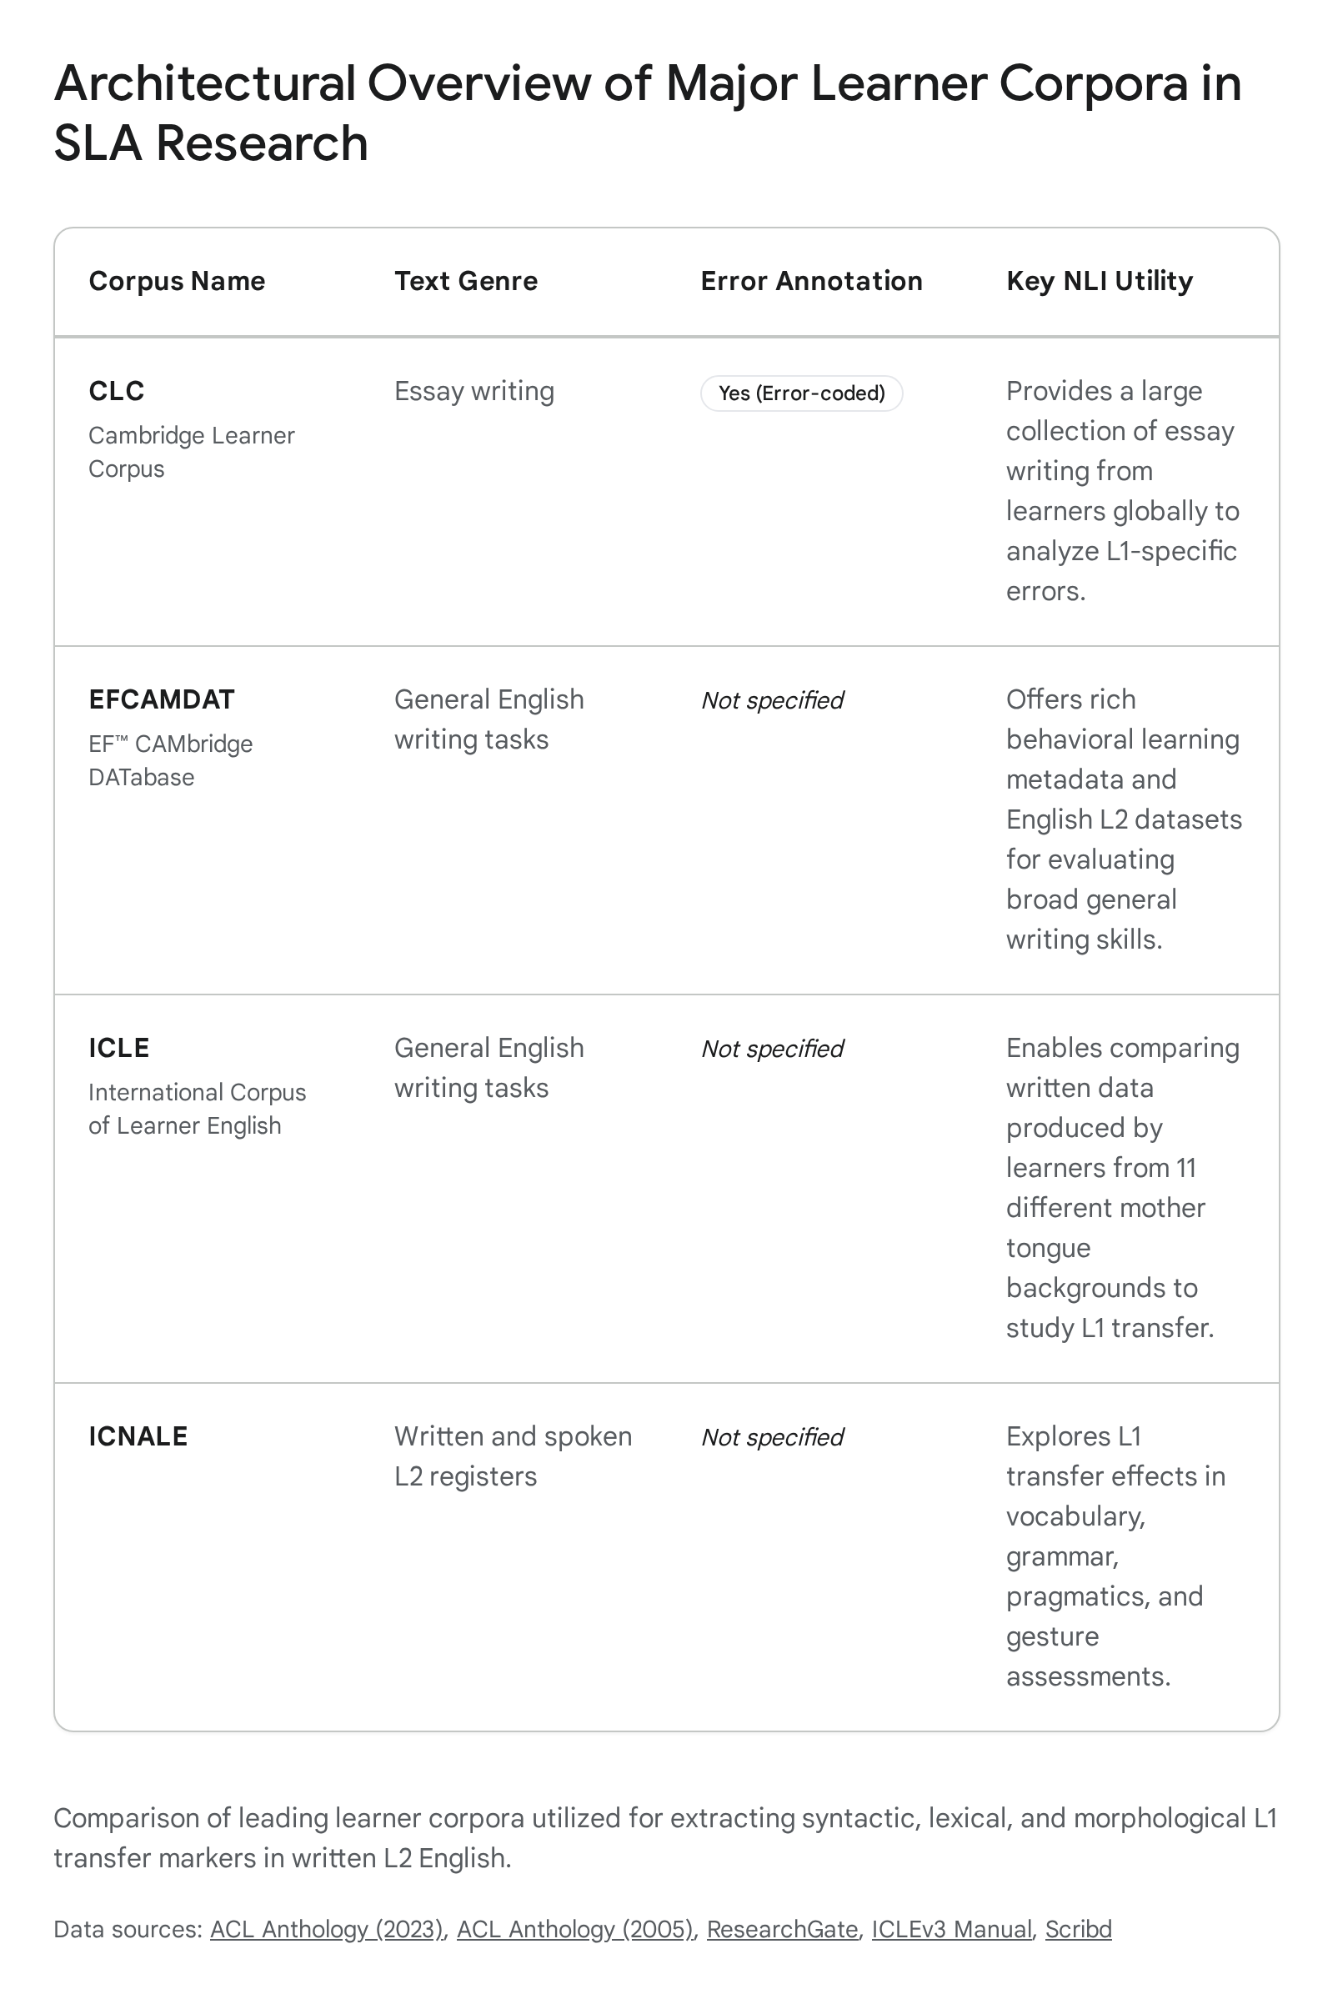 Architectural Overview of Major Learner Corpora in
SLA Research
Corpus Name
Text Genre
Error Annotation
Key NLI Utility
CLC
Cambridge Learner
Corpus
Essay writing
Yes (Error-coded)
Provides a large
collection of essay
writing from
learners globally to
analyze L1-specific
errors.
EFCAMDAT
EF™ CAMbridge
DATabase
General English
writing tasks
Not specified
Offers rich
behavioral learning
metadata and
English L2 datasets
for evaluating
broad general
writing skills.
ICLE
International Corpus
of Learner English
General English
writing tasks
Not specified
Enables comparing
written data
produced by
learners from 11
different mother
tongue
backgrounds to
study L1 transfer.
ICNALE
Written and spoken
L2 registers
Not specified
Explores L1
transfer effects in
vocabulary,
grammar,
pragmatics, and
gesture
assessments.
Comparison of leading learner corpora utilized for extracting syntactic, lexical, and morphological L1
transfer markers in written L2 English.
Data sources: ACL Anthology (2023), ACL Anthology (2005), ResearchGate, ICLEv3 Manual, Scribd